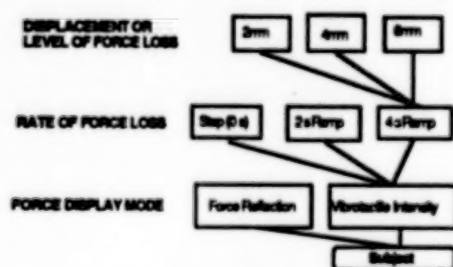 DISPLACEMENT OR
LEVEL OF FORCE LOSS
2mm 4mm 6mm
RATE OF FORCE LOSS
Step (0 s) 2 s Ramp 4 s Ramp
FORCE DISPLAY MODE
Force Reflection Vibrotactile Intensity
Subject